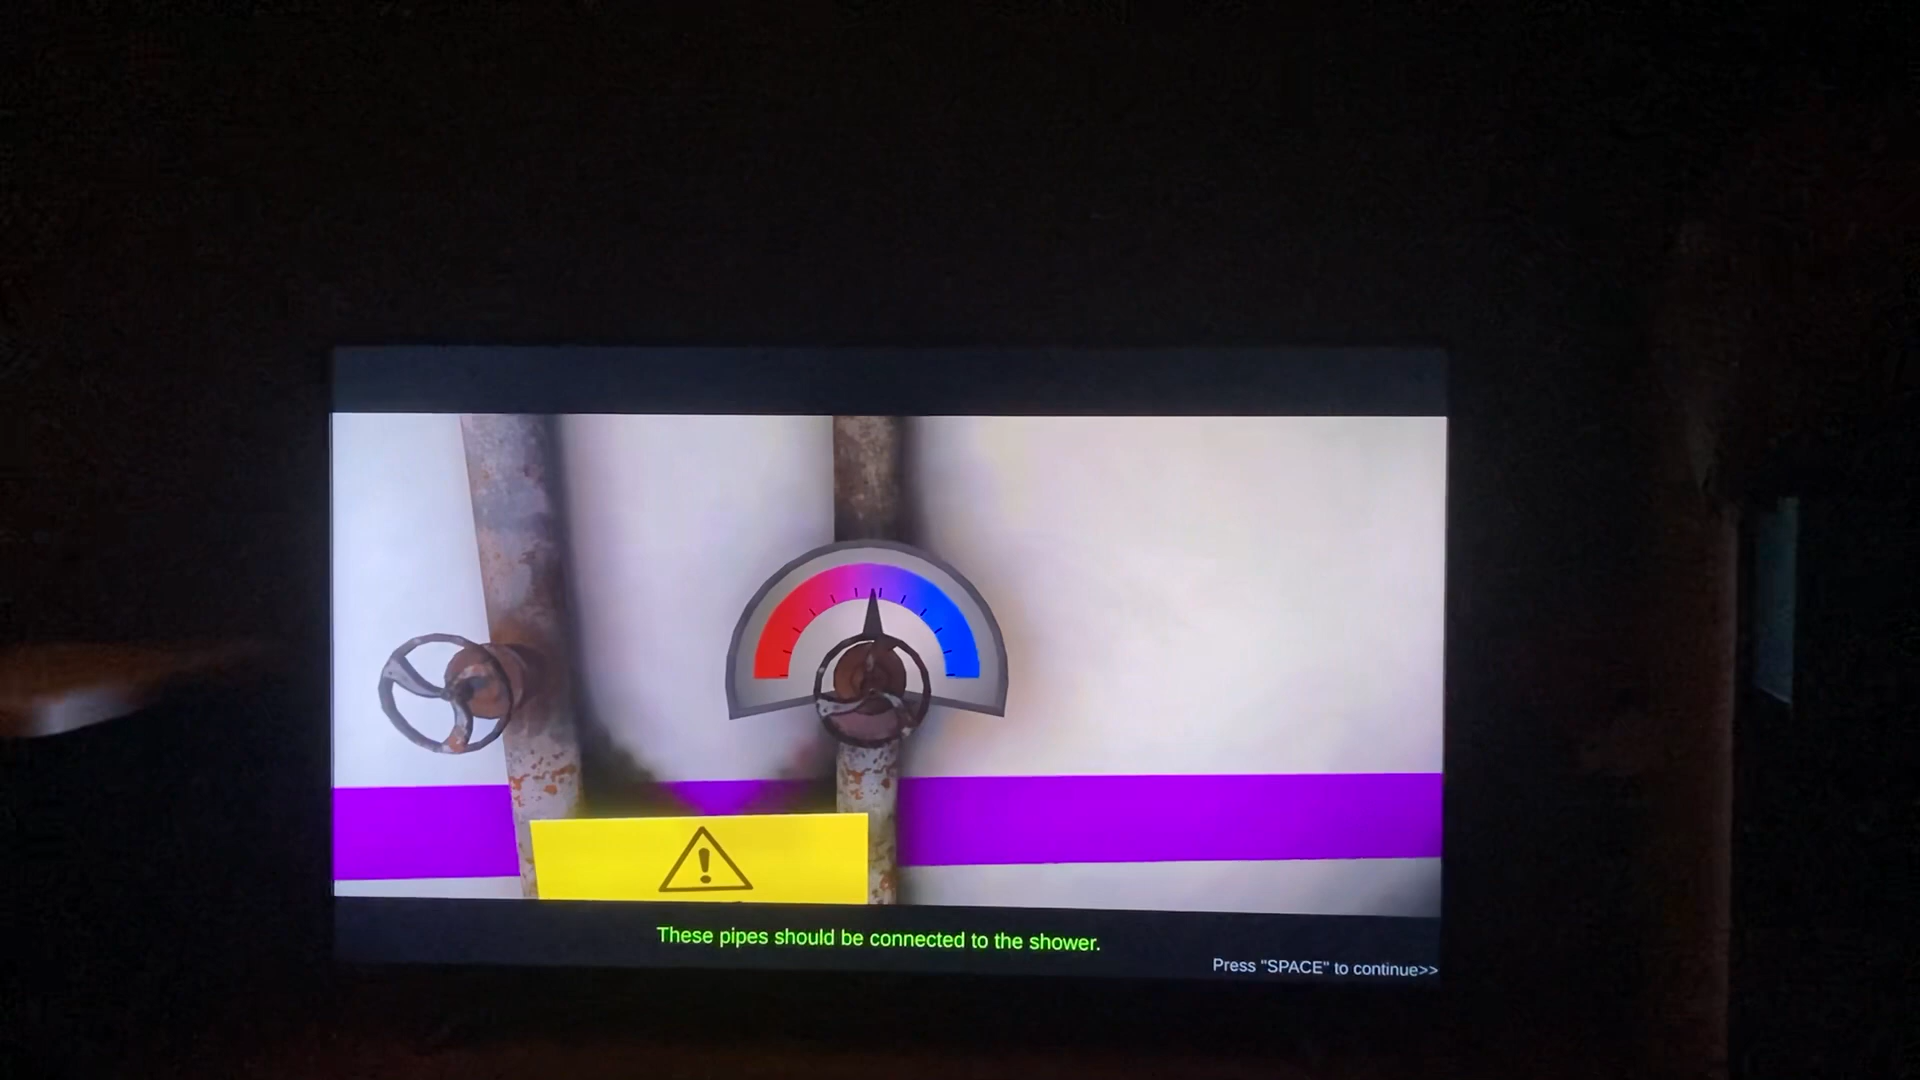 These pipes should be connected to the shower.
Press "SPACE" to continue>>